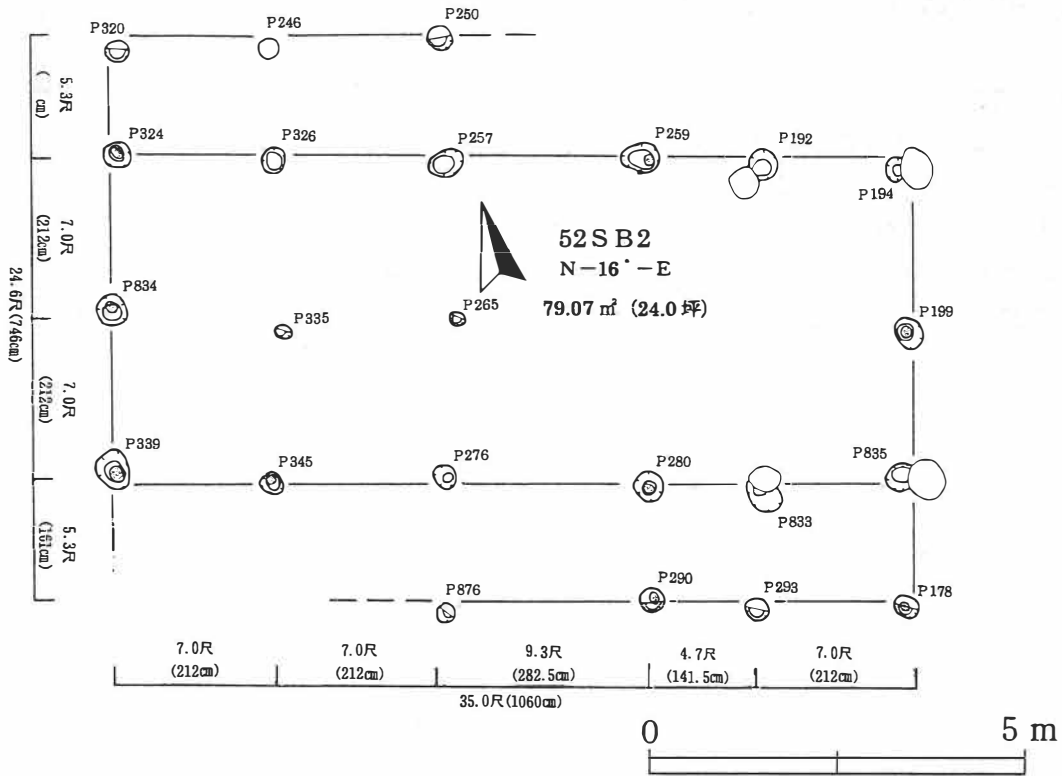 P320
P246
P250
P324
P326
P257
P259
P192
P194
52SB2
N-16°-E
79.07㎡ (24.0坪)
P834
P335
P265
P199
P339
P345
P276
P280
P833
P835
P876
P290
P293
P178
5.3尺
( cm)
7.0尺
(212cm)
7.0尺
(212cm)
5.3尺
(161cm)
24.6尺(746cm)
7.0尺
(212cm)
7.0尺
(212cm)
9.3尺
(282.5cm)
4.7尺
(141.5cm)
7.0尺
(212cm)
35.0尺(1060cm)
0
5 m